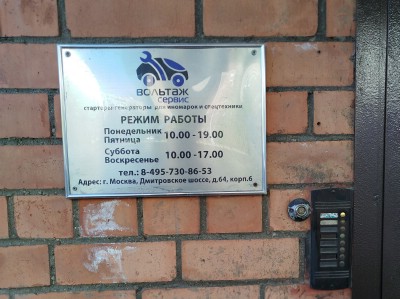 ВОЛЬТАЖ
сервис
стартеры генераторы для иномарок и спецтехники
РЕЖИМ РАБОТЫ
Понедельник
Пятница 10.00 -19.00
Суббота
Воскресенье 10.00 -17.00
тел.: 8-495-730-86-53
Адрес: г. Москва, Дмитровское шоссе, д.64, корп.6